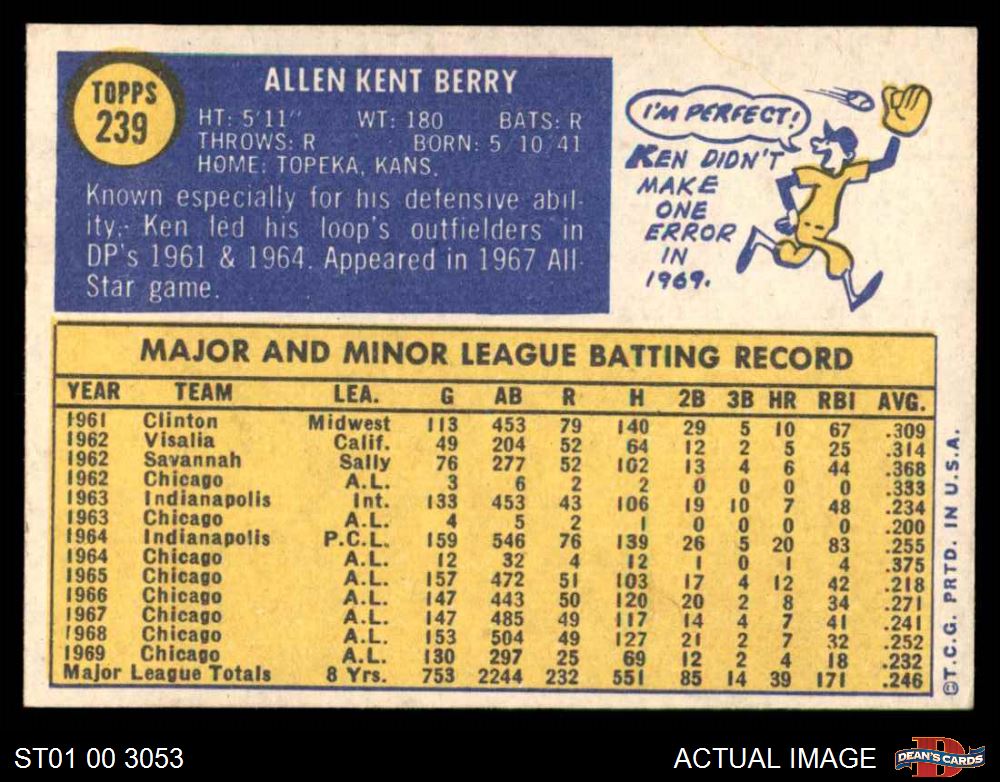 TOPPS
239
ALLEN KENT BERRY
HT: 5'11" WT: 180 BATS: R
THROWS: R BORN: 5 10 41
HOME: TOPEKA, KANS.
Known especially for his defensive abil-
ity, Ken led his loop's outfielders in
DP's 1961 & 1964. Appeared in 1967 All-
Star game.
I'M PERFECT!
KEN DIDN'T
MAKE
ONE
ERROR
IN
1969.
MAJOR AND MINOR LEAGUE BATTING RECORD
YEAR TEAM LEA. G AB R H 2B 3B HR RBI AVG.
1961 Clinton Midwest 113 453 79 140 29 5 10 67 .309
1962 Visalia Calif. 49 204 52 64 12 2 5 25 .314
1962 Savannah Sally 76 277 52 102 13 4 6 44 .368
1962 Chicago A.L. 3 6 2 2 0 0 0 0 .333
1963 Indianapolis Int. 133 453 43 106 19 10 7 48 .234
1963 Chicago A.L. 4 5 2 1 0 0 0 0 .200
1964 Indianapolis P.C.L. 159 546 76 139 26 5 20 83 .255
1964 Chicago A.L. 12 32 4 12 1 0 1 4 .375
1965 Chicago A.L. 157 472 51 103 17 4 12 42 .218
1966 Chicago A.L. 147 443 50 120 20 2 8 34 .271
1967 Chicago A.L. 147 485 49 117 14 4 7 41 .241
1968 Chicago A.L. 153 504 49 127 21 2 7 32 .252
1969 Chicago A.L. 130 297 25 69 12 2 4 18 .232
Major League Totals 8 Yrs. 753 2244 232 551 85 14 39 171 .246
©T.C.G. PRTD. IN U.S.A.
ST01 00 3053
ACTUAL IMAGE
D
DEAN'S CARDS